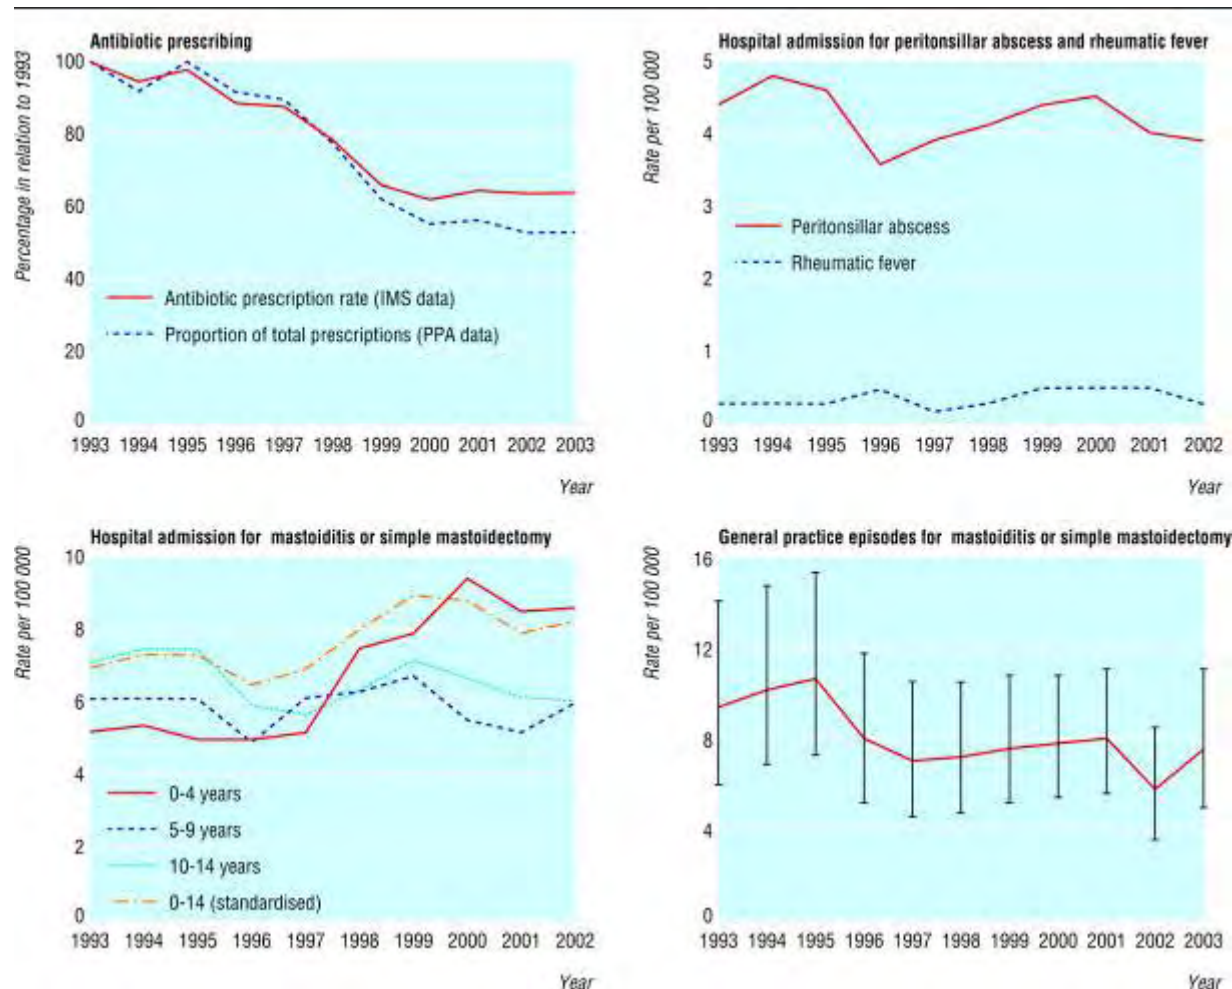 Antibiotic prescribing
Percentage in relation to 1993
100
80
60
40
20
0
Antibiotic prescription rate (IMS data)
Proportion of total prescriptions (PPA data)
1993 1994 1995 1996 1997 1998 1999 2000 2001 2002 2003
Year
Hospital admission for peritonsillar abscess and rheumatic fever
Rate per 100 000
5
4
3
2
1
0
Peritonsillar abscess
Rheumatic fever
1993 1994 1995 1996 1997 1998 1999 2000 2001 2002
Year
Hospital admission for mastoiditis or simple mastoidectomy
Rate per 100 000
10
8
6
4
2
0
0-4 years
5-9 years
10-14 years
0-14 (standardised)
1993 1994 1995 1996 1997 1998 1999 2000 2001 2002
Year
General practice episodes for mastoiditis or simple mastoidectomy
Rate per 100 000
16
12
8
4
0
1993 1994 1995 1996 1997 1998 1999 2000 2001 2002 2003
Year